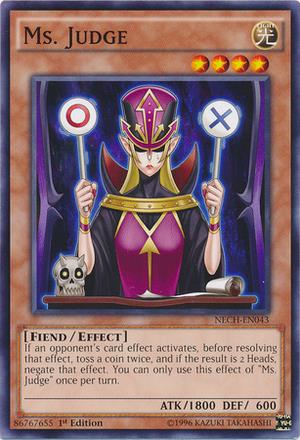 MS. JUDGE
LIGHT
光
O
X
NECH-EN043
[FIEND / EFFECT]
If an opponent's card effect activates, before resolving
that effect, toss a coin twice, and if the result is 2 Heads,
negate that effect. You can only use this effect of "Ms.
Judge" once per turn.
ATK/1800 DEF/ 600
86767655 1st Edition ©1996 KAZUKI TAKAHASHI